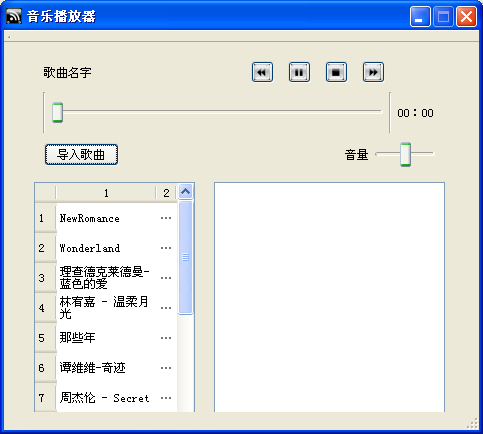 音乐播放器
歌曲名字
00:00
导入歌曲
音量
1 2
1 NewRomance ...
2 Wonderland ...
3 理查德克莱德曼-
蓝色的爱 ...
4 林宥嘉 - 温柔月
光 ...
5 那些年 ...
6 谭维维-奇迹 ...
7 周杰伦 - Secret ...